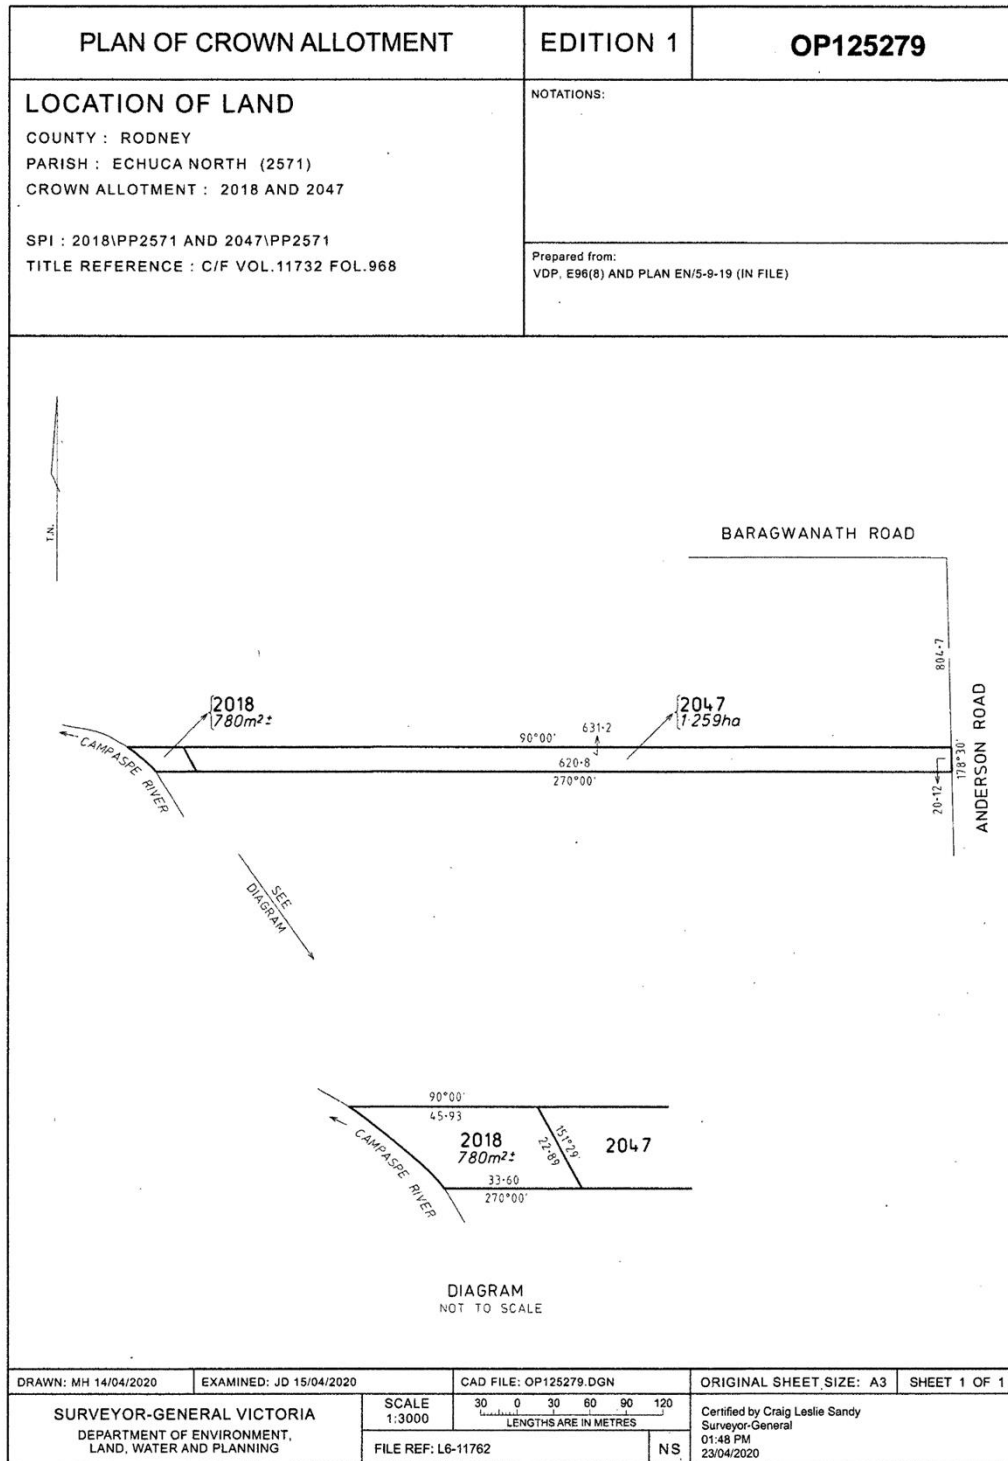 PLAN OF CROWN ALLOTMENT
EDITION 1
OP125279
LOCATION OF LAND
COUNTY : RODNEY
PARISH : ECHUCA NORTH (2571)
CROWN ALLOTMENT : 2018 AND 2047
SPI : 2018\PP2571 AND 2047\PP2571
TITLE REFERENCE : C/F VOL.11732 FOL.968
NOTATIONS:
Prepared from:
VDP, E96(8) AND PLAN EN/5-9-19 (IN FILE)
T.N.
BARAGWANATH ROAD
804·7
ANDERSON ROAD
178°30'
20·12
2018
780m²±
2047
1·259ha
631·2
90°00'
620·8
270°00'
CAMPASPE RIVER
SEE
DIAGRAM
90°00'
45·93
2018
780m²±
151°29'
22·89
2047
33·60
270°00'
CAMPASPE RIVER
DIAGRAM
NOT TO SCALE
DRAWN: MH 14/04/2020
EXAMINED: JD 15/04/2020
CAD FILE: OP125279.DGN
ORIGINAL SHEET SIZE: A3
SHEET 1 OF 1
SURVEYOR-GENERAL VICTORIA
DEPARTMENT OF ENVIRONMENT,
LAND, WATER AND PLANNING
SCALE
1:3000
30 0 30 60 90 120
LENGTHS ARE IN METRES
FILE REF: L6-11762
NS
Certified by Craig Leslie Sandy
Surveyor-General
01:48 PM
23/04/2020